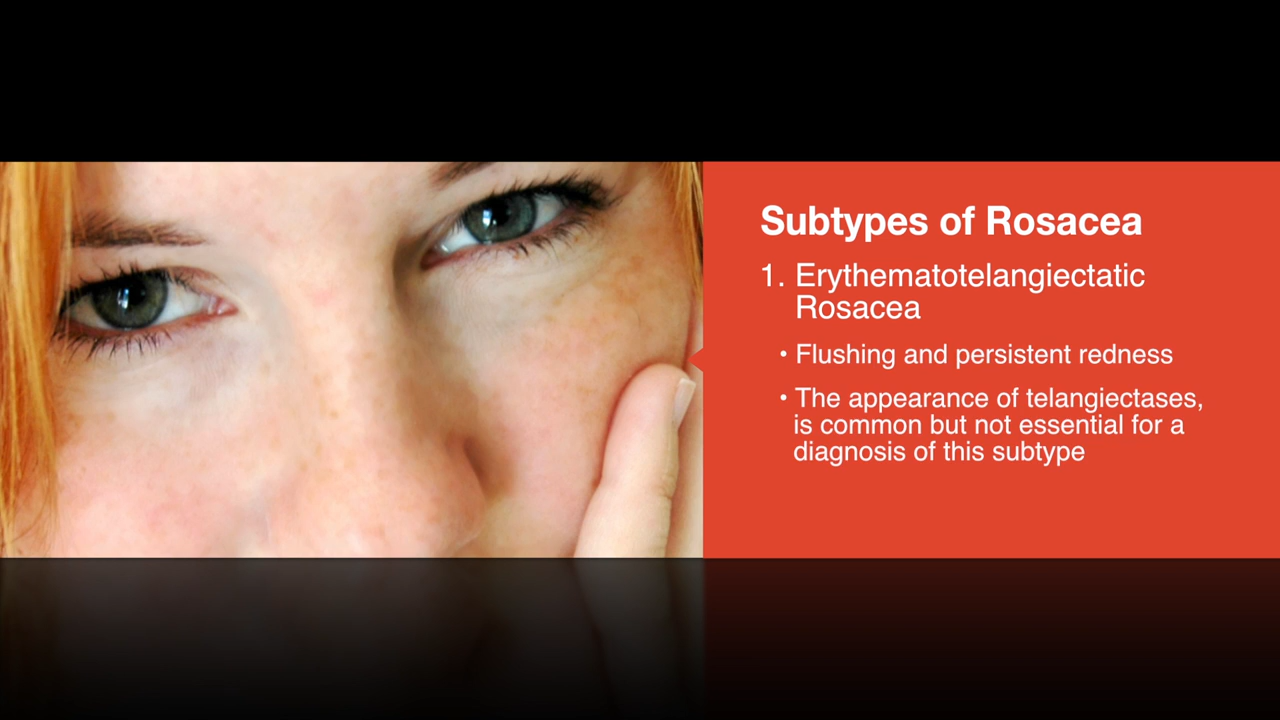 Subtypes of Rosacea
1. Erythematotelangiectatic
Rosacea
• Flushing and persistent redness
• The appearance of telangiectases,
is common but not essential for a
diagnosis of this subtype